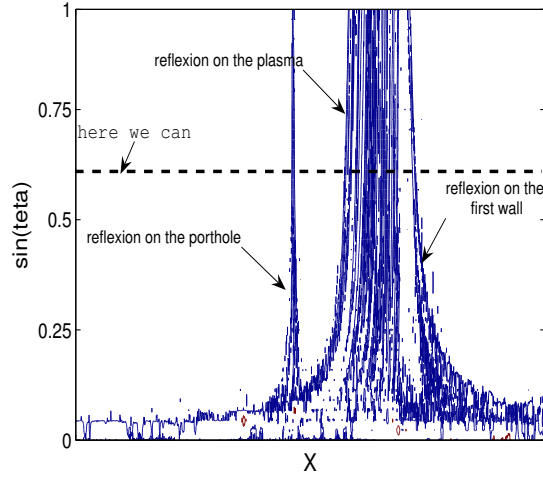 1
reflexion on the plasma
0.75
here we can
reflexion on the
first wall
0.5
reflexion on the porthole
sin(teta)
0.25
0
X